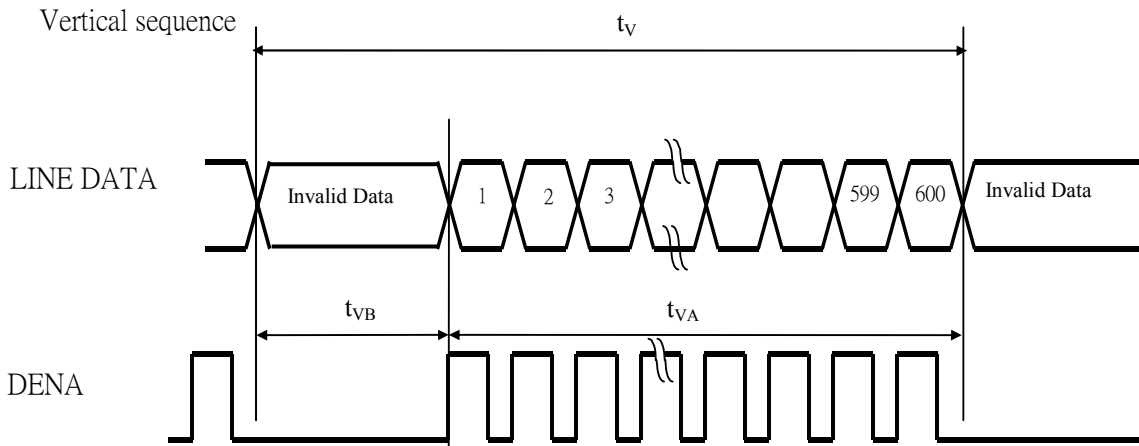 Vertical sequence
tV
LINE DATA
Invalid Data
1
2
3
599
600
Invalid Data
tVB
tVA
DENA